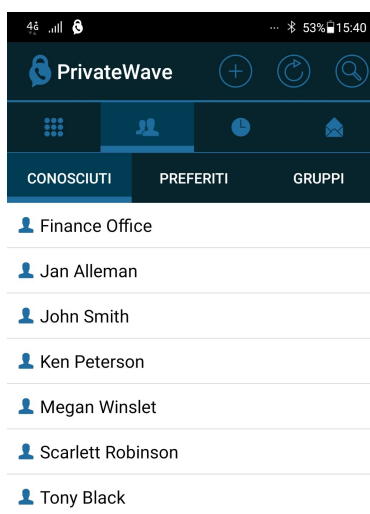 4G 53% 15:40
PrivateWave
CONOSCIUTI PREFERITI GRUPPI
Finance Office
Jan Alleman
John Smith
Ken Peterson
Megan Winslet
Scarlett Robinson
Tony Black